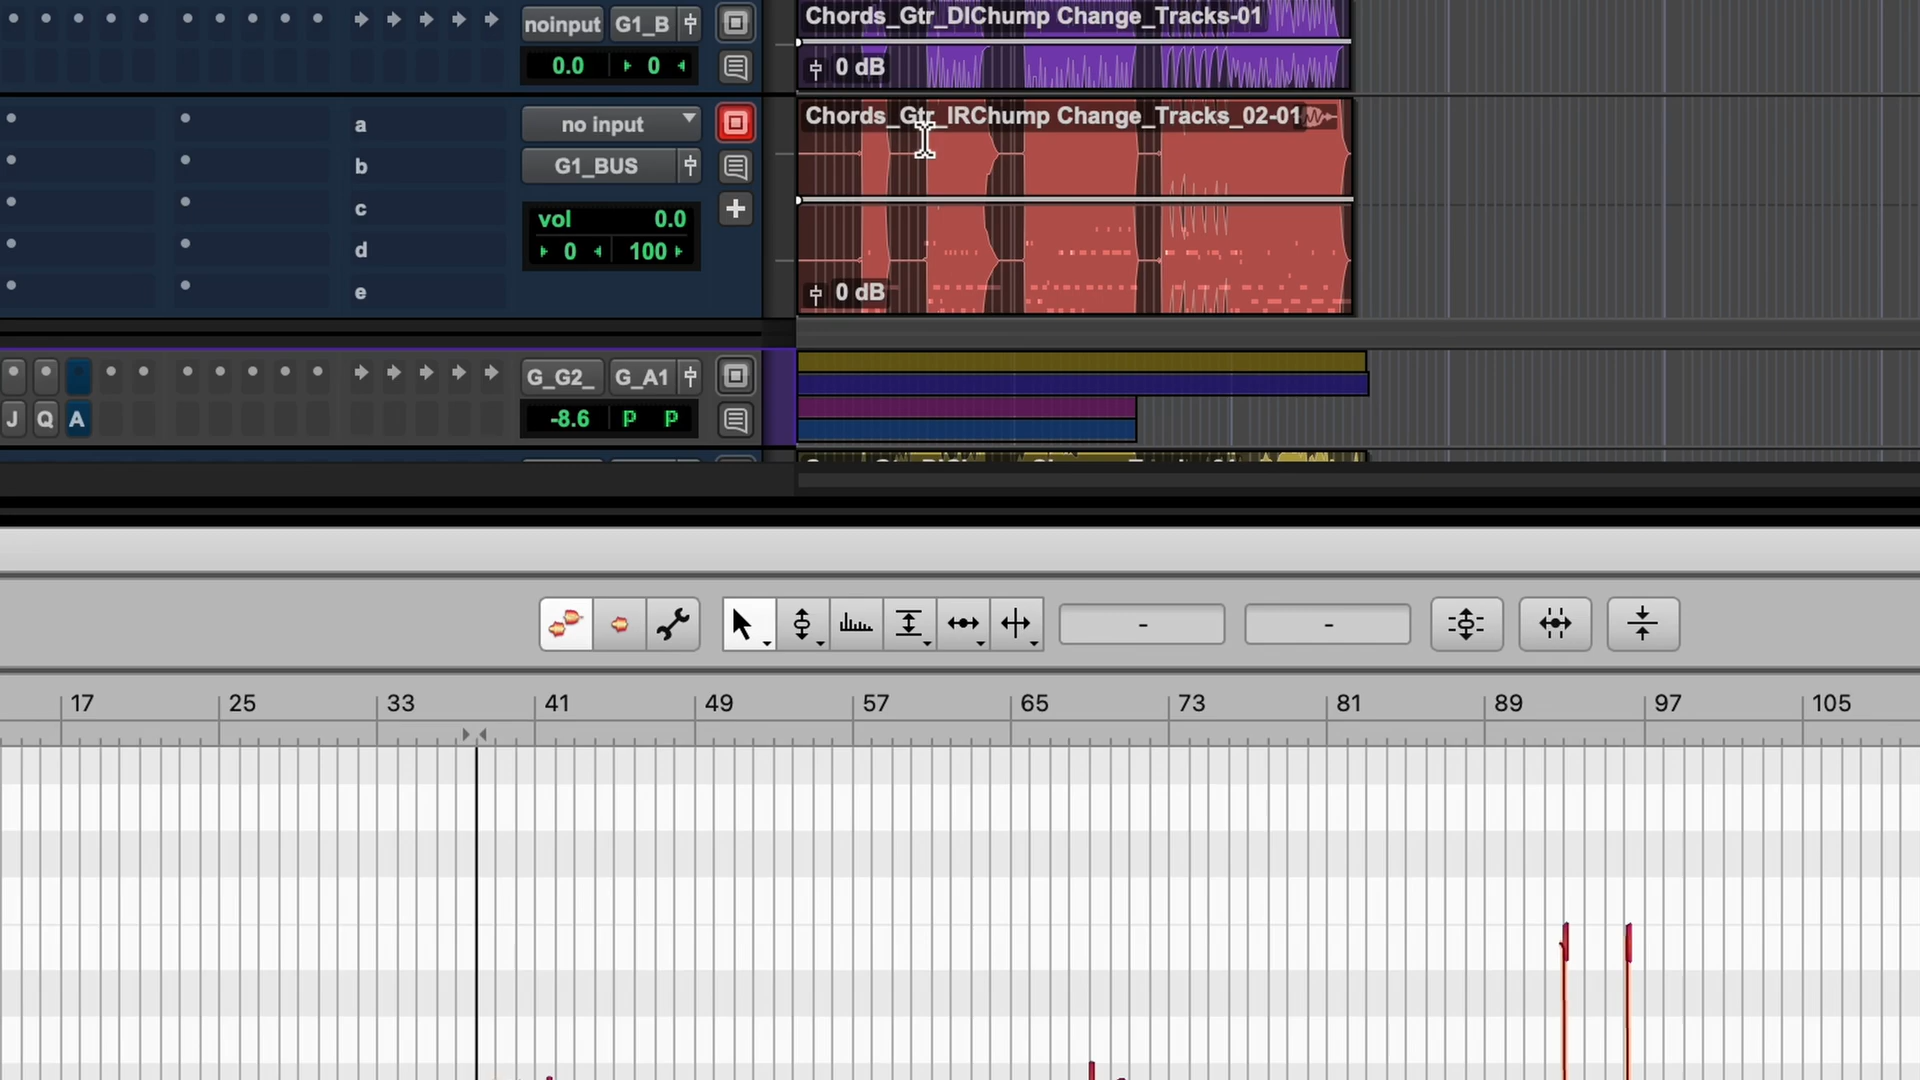 noinput G1_B
0.0 0
Chords_Gtr_DIChump Change_Tracks-01
0 dB
a
b
c
d
e
no input
G1_BUS
vol 0.0
0 100
Chords_Gtr_IRChump Change_Tracks_02-01
0 dB
J Q A
G_G2_ G_A1
-8.6 P P
- -
17 25 33 41 49 57 65 73 81 89 97 105